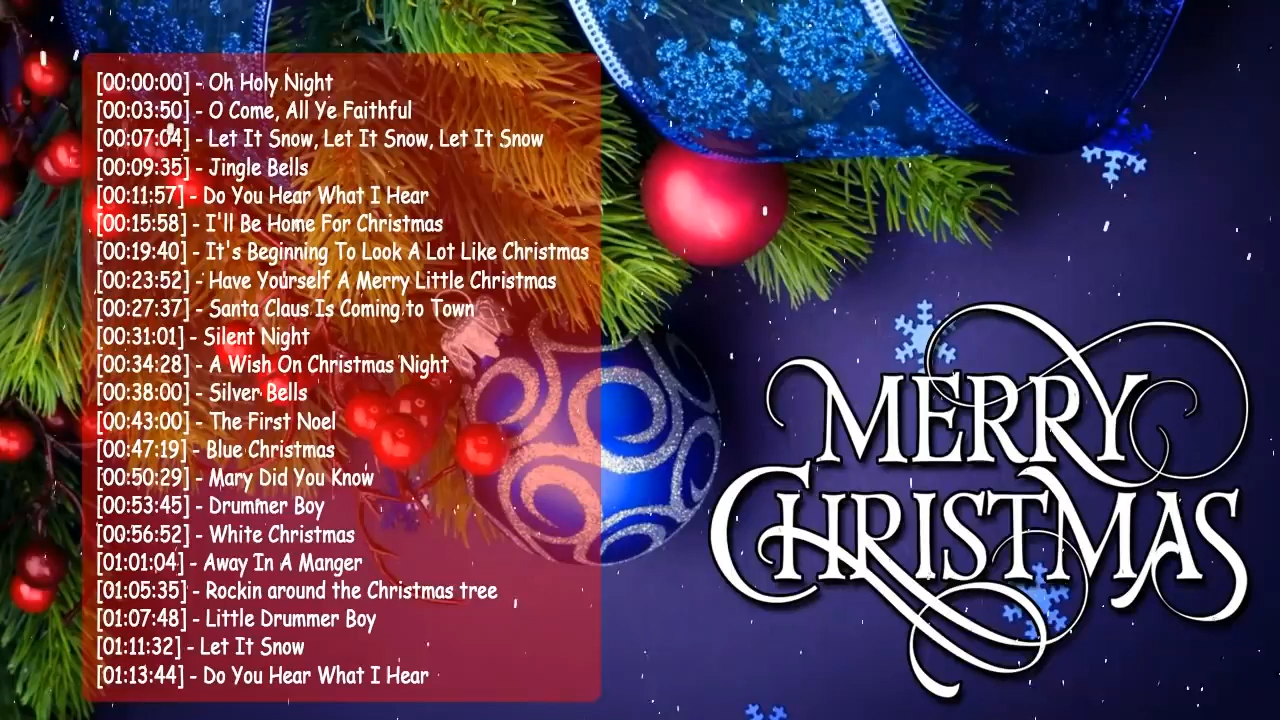 [00:00:00] - Oh Holy Night
[00:03:50] - O Come, All Ye Faithful
[00:07:04] - Let It Snow, Let It Snow, Let It Snow
[00:09:35] - Jingle Bells
[00:11:57] - Do You Hear What I Hear
[00:15:58] - I'll Be Home For Christmas
[00:19:40] - It's Beginning To Look A Lot Like Christmas
[00:23:52] - Have Yourself A Merry Little Christmas
[00:27:37] - Santa Claus Is Coming to Town
[00:31:01] - Silent Night
[00:34:28] - A Wish On Christmas Night
[00:38:00] - Silver Bells
[00:43:00] - The First Noel
[00:47:19] - Blue Christmas
[00:50:29] - Mary Did You Know
[00:53:45] - Drummer Boy
[00:56:52] - White Christmas
[01:01:04] - Away In A Manger
[01:05:35] - Rockin around the Christmas tree
[01:07:48] - Little Drummer Boy
[01:11:32] - Let It Snow
[01:13:44] - Do You Hear What I Hear
MERRY
CHRISTMAS